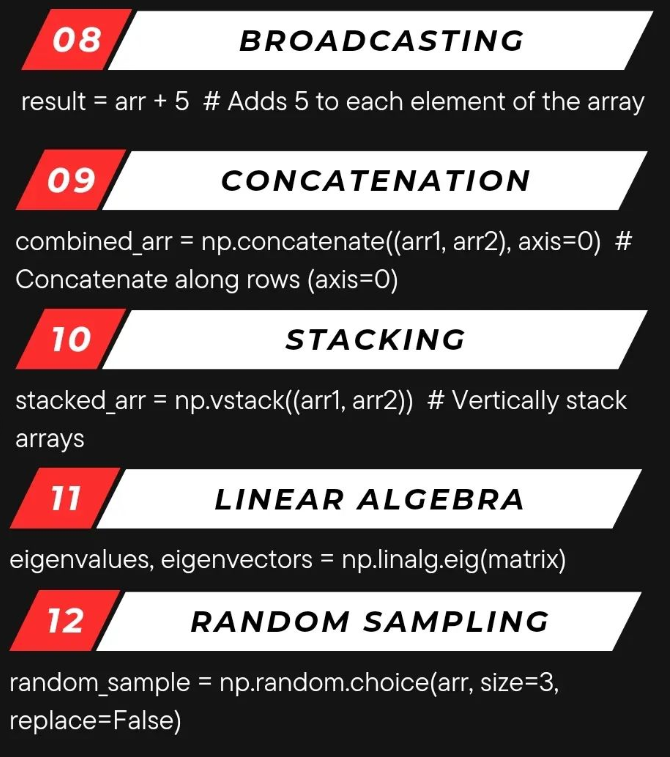 08 BROADCASTING
result = arr + 5 # Adds 5 to each element of the array
09 CONCATENATION
combined_arr = np.concatenate((arr1, arr2), axis=0) #
Concatenate along rows (axis=0)
10 STACKING
stacked_arr = np.vstack((arr1, arr2)) # Vertically stack
arrays
11 LINEAR ALGEBRA
eigenvalues, eigenvectors = np.linalg.eig(matrix)
12 RANDOM SAMPLING
random_sample = np.random.choice(arr, size=3,
replace=False)